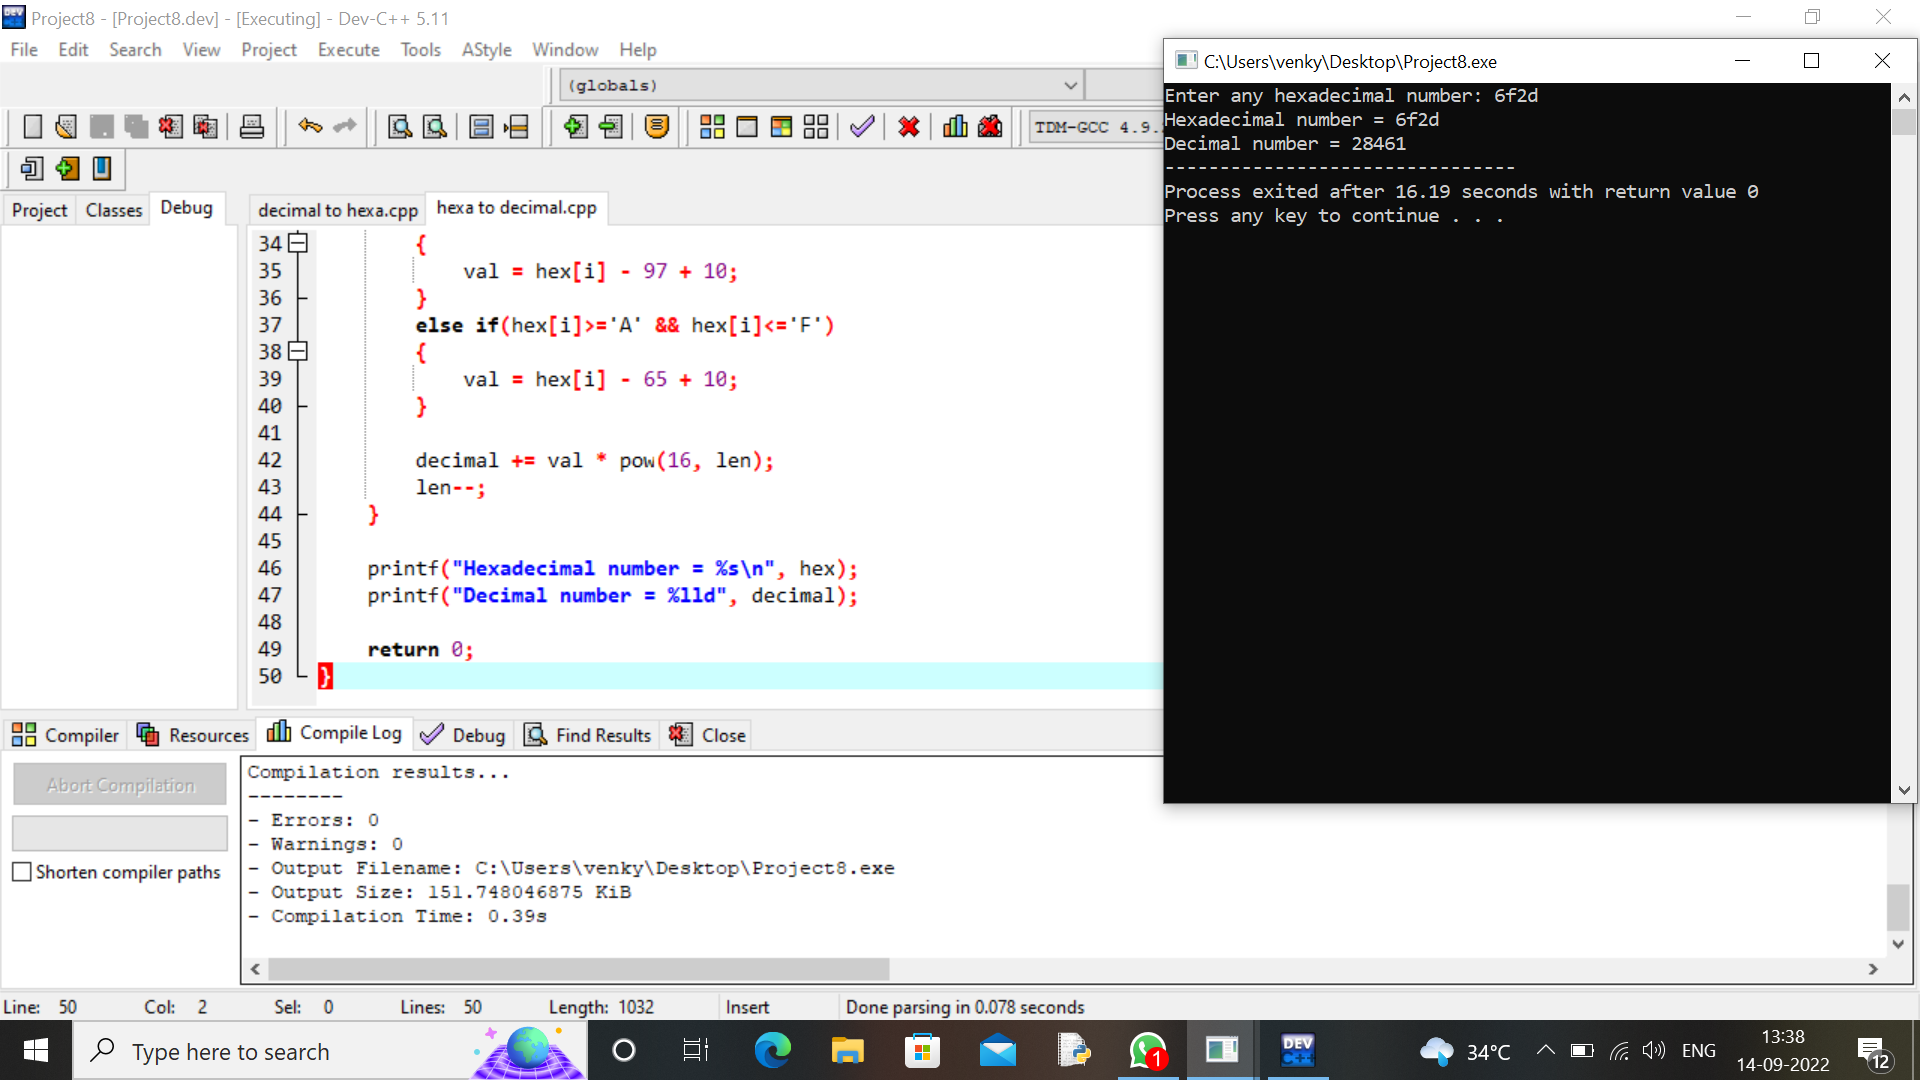 Project8 - [Project8.dev] - [Executing] - Dev-C++ 5.11
File Edit Search View Project Execute Tools AStyle Window Help
(globals)
TDM-GCC 4.9.
Project Classes Debug
decimal to hexa.cpp hexa to decimal.cpp
34 {
35 val = hex[i] - 97 + 10;
36 }
37 else if(hex[i]>='A' && hex[i]<='F')
38 {
39 val = hex[i] - 65 + 10;
40 }
41
42 decimal += val * pow(16, len);
43 len--;
44 }
45
46 printf("Hexadecimal number = %s\n", hex);
47 printf("Decimal number = %lld", decimal);
48
49 return 0;
50 }
C:\Users\venky\Desktop\Project8.exe
Enter any hexadecimal number: 6f2d
Hexadecimal number = 6f2d
Decimal number = 28461
--------------------------------
Process exited after 16.19 seconds with return value 0
Press any key to continue . . .
Compiler Resources Compile Log Debug Find Results Close
Abort Compilation
Shorten compiler paths
Compilation results...
--------
- Errors: 0
- Warnings: 0
- Output Filename: C:\Users\venky\Desktop\Project8.exe
- Output Size: 151.748046875 KiB
- Compilation Time: 0.39s
Line: 50 Col: 2 Sel: 0 Lines: 50 Length: 1032 Insert Done parsing in 0.078 seconds
Type here to search
1
DEV C++
34°C
ENG
13:38
14-09-2022
12